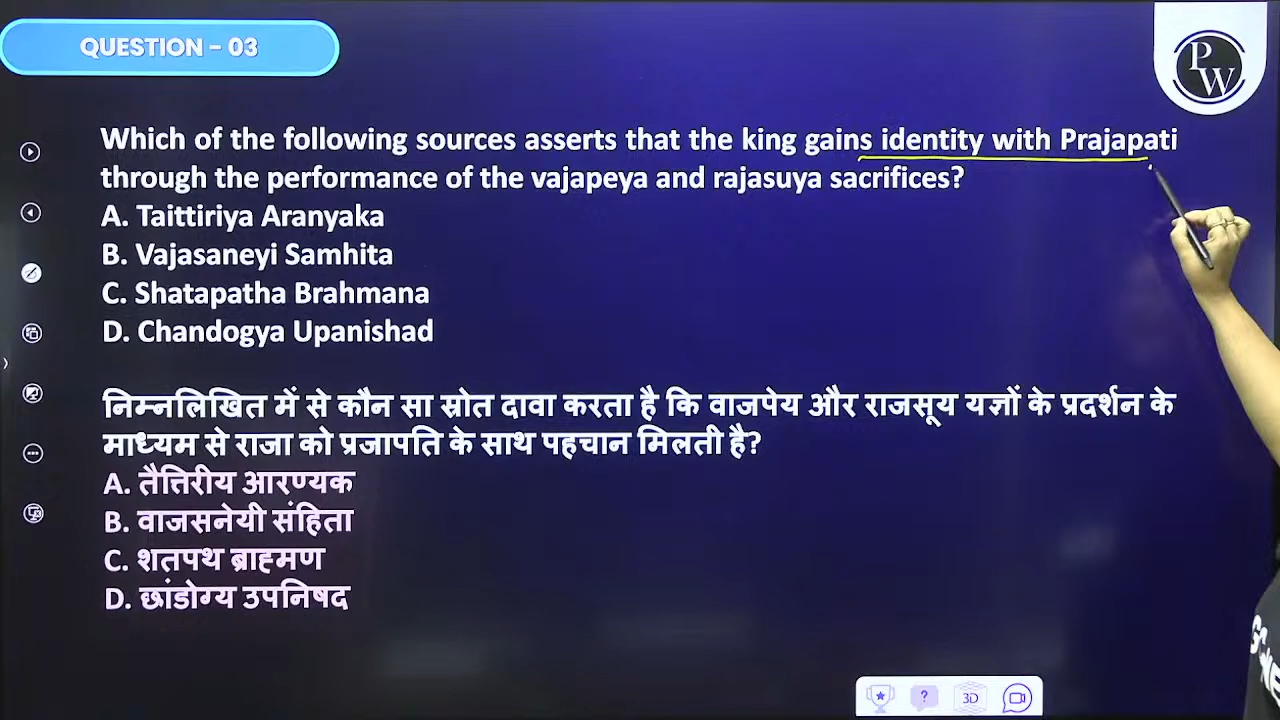 QUESTION - 03
P
W
Which of the following sources asserts that the king gains identity with Prajapati
through the performance of the vajapeya and rajasuya sacrifices?
A. Taittiriya Aranyaka
B. Vajasaneyi Samhita
C. Shatapatha Brahmana
D. Chandogya Upanishad
निम्नलिखित में से कौन सा स्रोत दावा करता है कि वाजपेय और राजसूय यज्ञों के प्रदर्शन के
माध्यम से राजा को प्रजापति के साथ पहचान मिलती है?
A. तैत्तिरीय आरण्यक
B. वाजसनेयी संहिता
C. शतपथ ब्राह्मण
D. छांडोग्य उपनिषद
?
3D